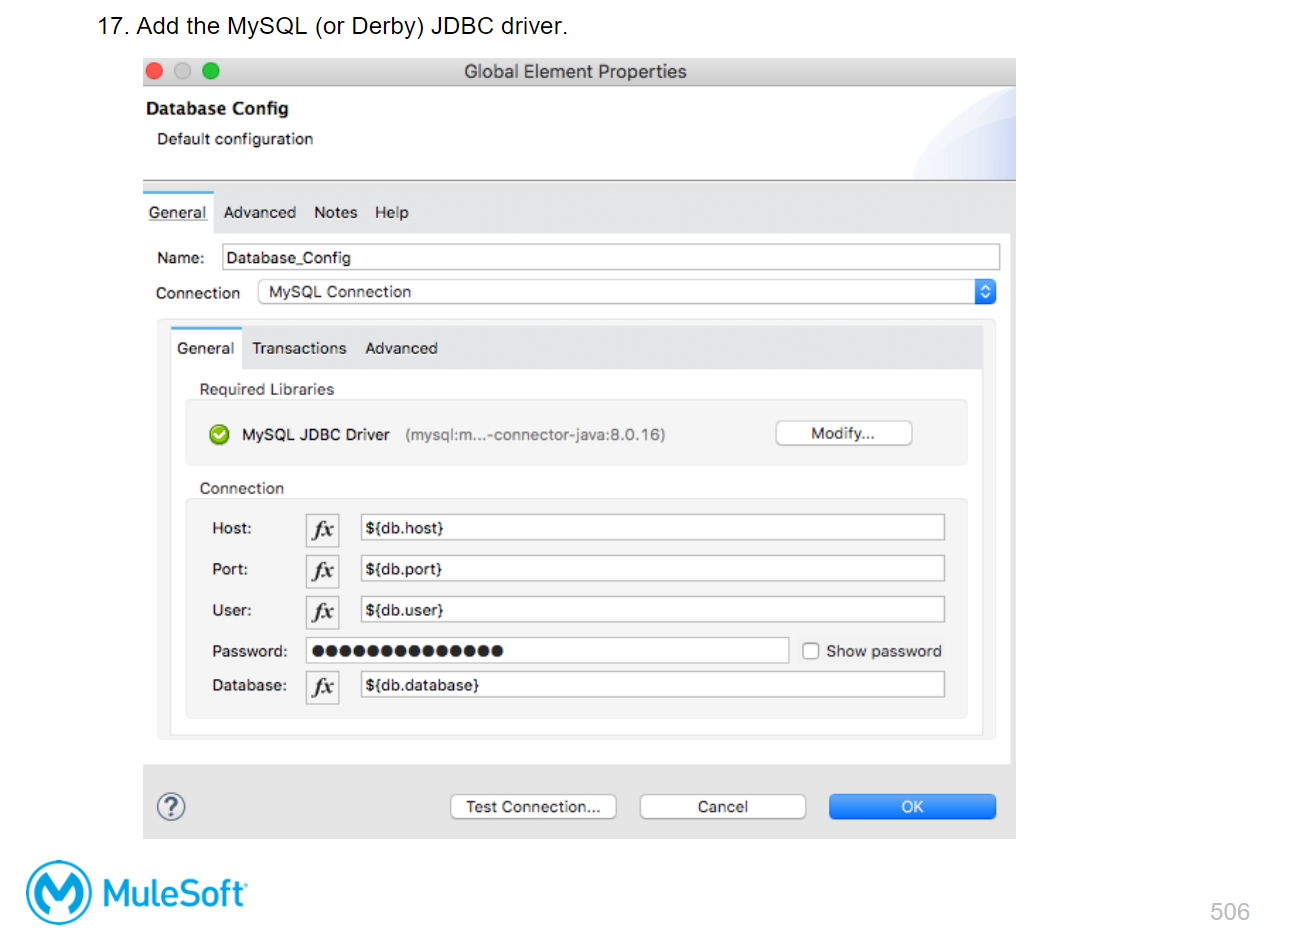 17. Add the MySQL (or Derby) JDBC driver.
Global Element Properties
Database Config
Default configuration
General Advanced Notes Help
Name: Database_Config
Connection MySQL Connection
General Transactions Advanced
Required Libraries
MySQL JDBC Driver (mysql:m...-connector-java:8.0.16) Modify...
Connection
Host: fx ${db.host}
Port: fx ${db.port}
User: fx ${db.user}
Password: ●●●●●●●●●●●●●● Show password
Database: fx ${db.database}
? Test Connection... Cancel OK
MuleSoft
506